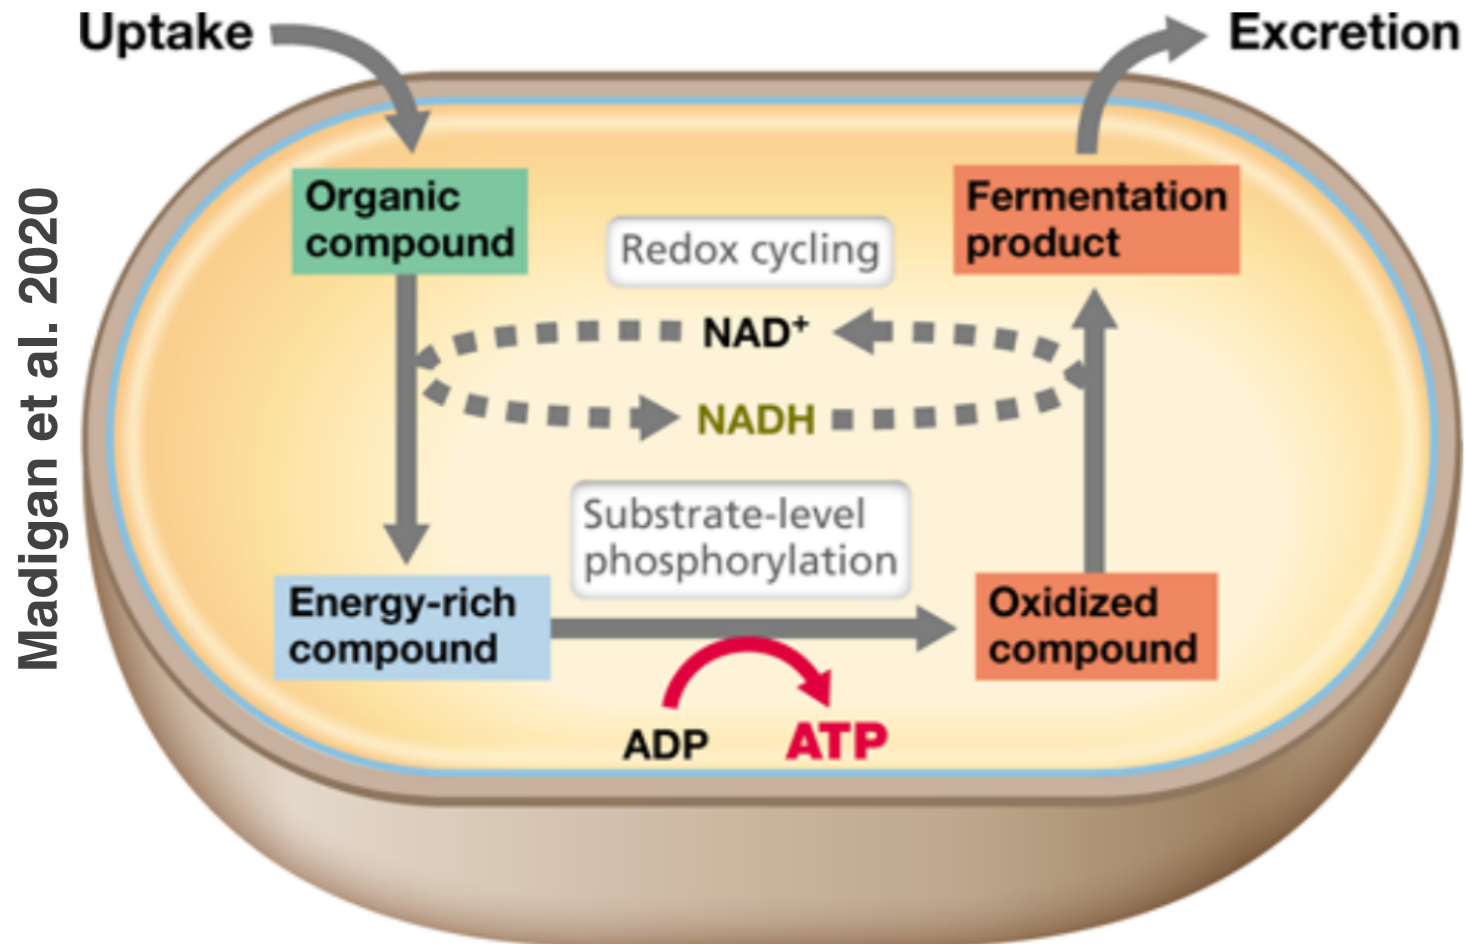 Uptake
Excretion
Madigan et al. 2020
Organic
compound
Fermentation
product
Redox cycling
NAD⁺
NADH
Substrate-level
phosphorylation
Energy-rich
compound
Oxidized
compound
ADP
ATP